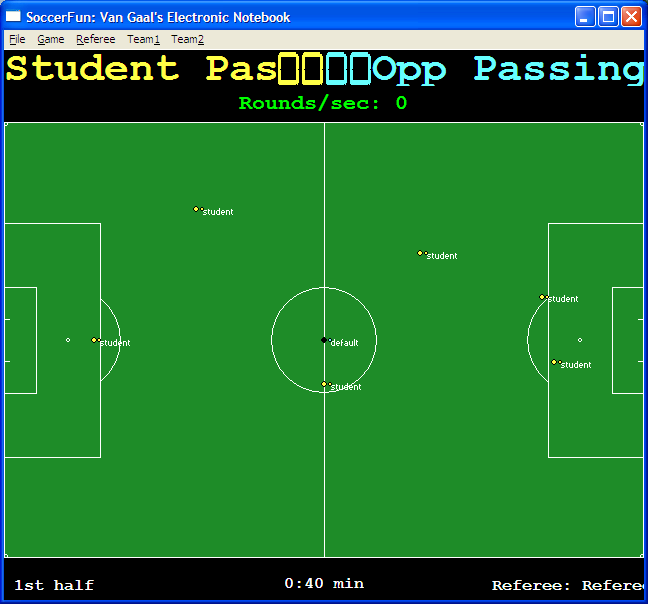 SoccerFun: Van Gaal's Electronic Notebook
File Game Referee Team1 Team2
Student Pas Opp Passing
Rounds/sec: 0
student
student
student
student
default
student
student
1st half 0:40 min Referee: Referee